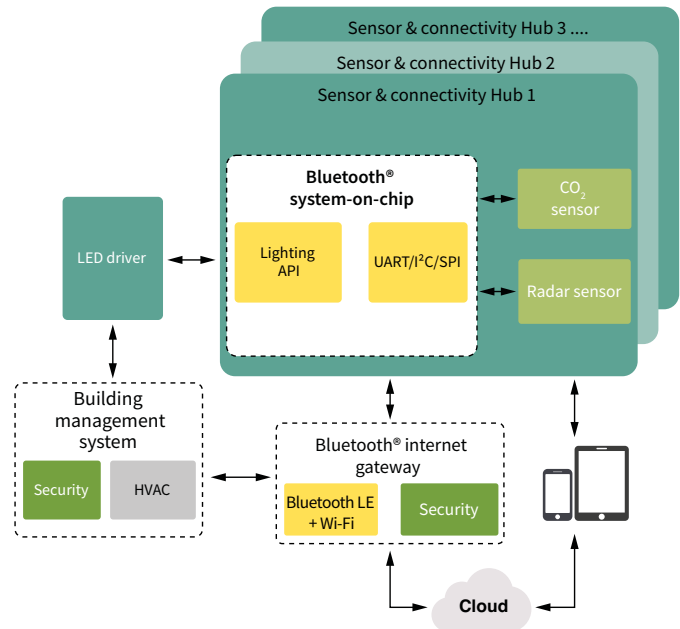 Sensor & connectivity Hub 3 ....
Sensor & connectivity Hub 2
Sensor & connectivity Hub 1
Bluetooth®
system-on-chip
Lighting
API
UART/I²C/SPI
CO₂
sensor
Radar sensor
LED driver
Building
management
system
Security
HVAC
Bluetooth® internet
gateway
Bluetooth LE
+ Wi-Fi
Security
Cloud